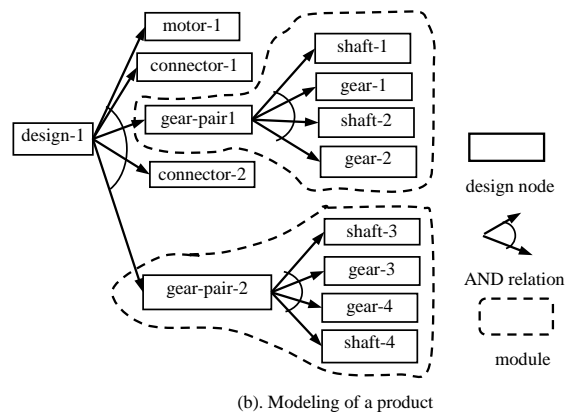 motor-1
connector-1
gear-pair1
design-1
connector-2
gear-pair-2
shaft-1
gear-1
shaft-2
gear-2
shaft-3
gear-3
gear-4
shaft-4
design node
AND relation
module
(b). Modeling of a product